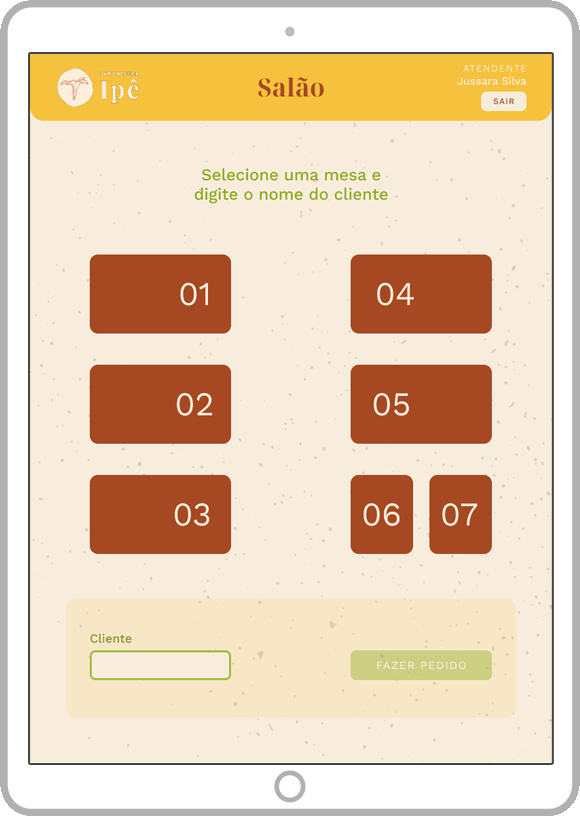 Ipê
Salão
ATENDENTE
Jussara Silva
SAIR
Selecione uma mesa e
digite o nome do cliente
01
04
02
05
03
06
07
Cliente
FAZER PEDIDO